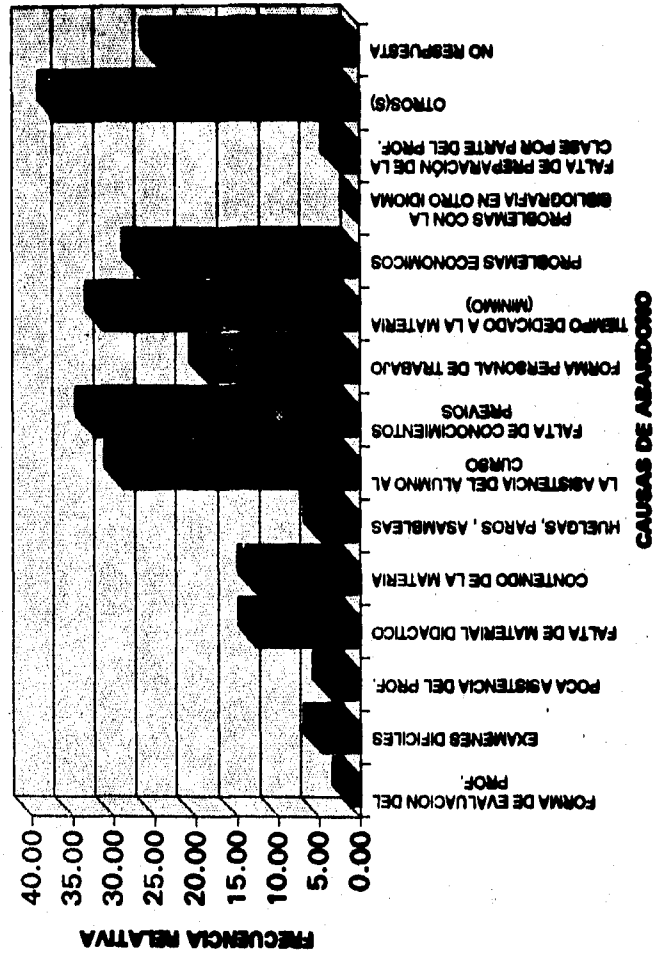 FRECUENCIA RELATIVA
40.00
35.00
30.00
25.00
20.00
15.00
10.00
5.00
0.00
FORMA DE EVALUACION DEL
PROF.
EXAMENES DIFICILES
POCA ASISTENCIA DEL PROF.
FALTA DE MATERIAL DIDACTICO
CONTENIDO DE LA MATERIA
HUELGAS, PAROS , ASAMBLEAS
LA ASISTENCIA DEL ALUMNO AL
CURSO
FALTA DE CONOCIMIENTOS
PREVIOS
FORMA PERSONAL DE TRABAJO
TIEMPO DEDICADO A LA MATERIA
(MINIMO)
PROBLEMAS ECONOMICOS
PROBLEMAS CON LA
BIBLIOGRAFIA EN OTRO IDIOMA
FALTA DE PREPARACIÓN DE LA
CLASE POR PARTE DEL PROF.
OTROS(S)
NO RESPUESTA
CAUSAS DE ABANDONO